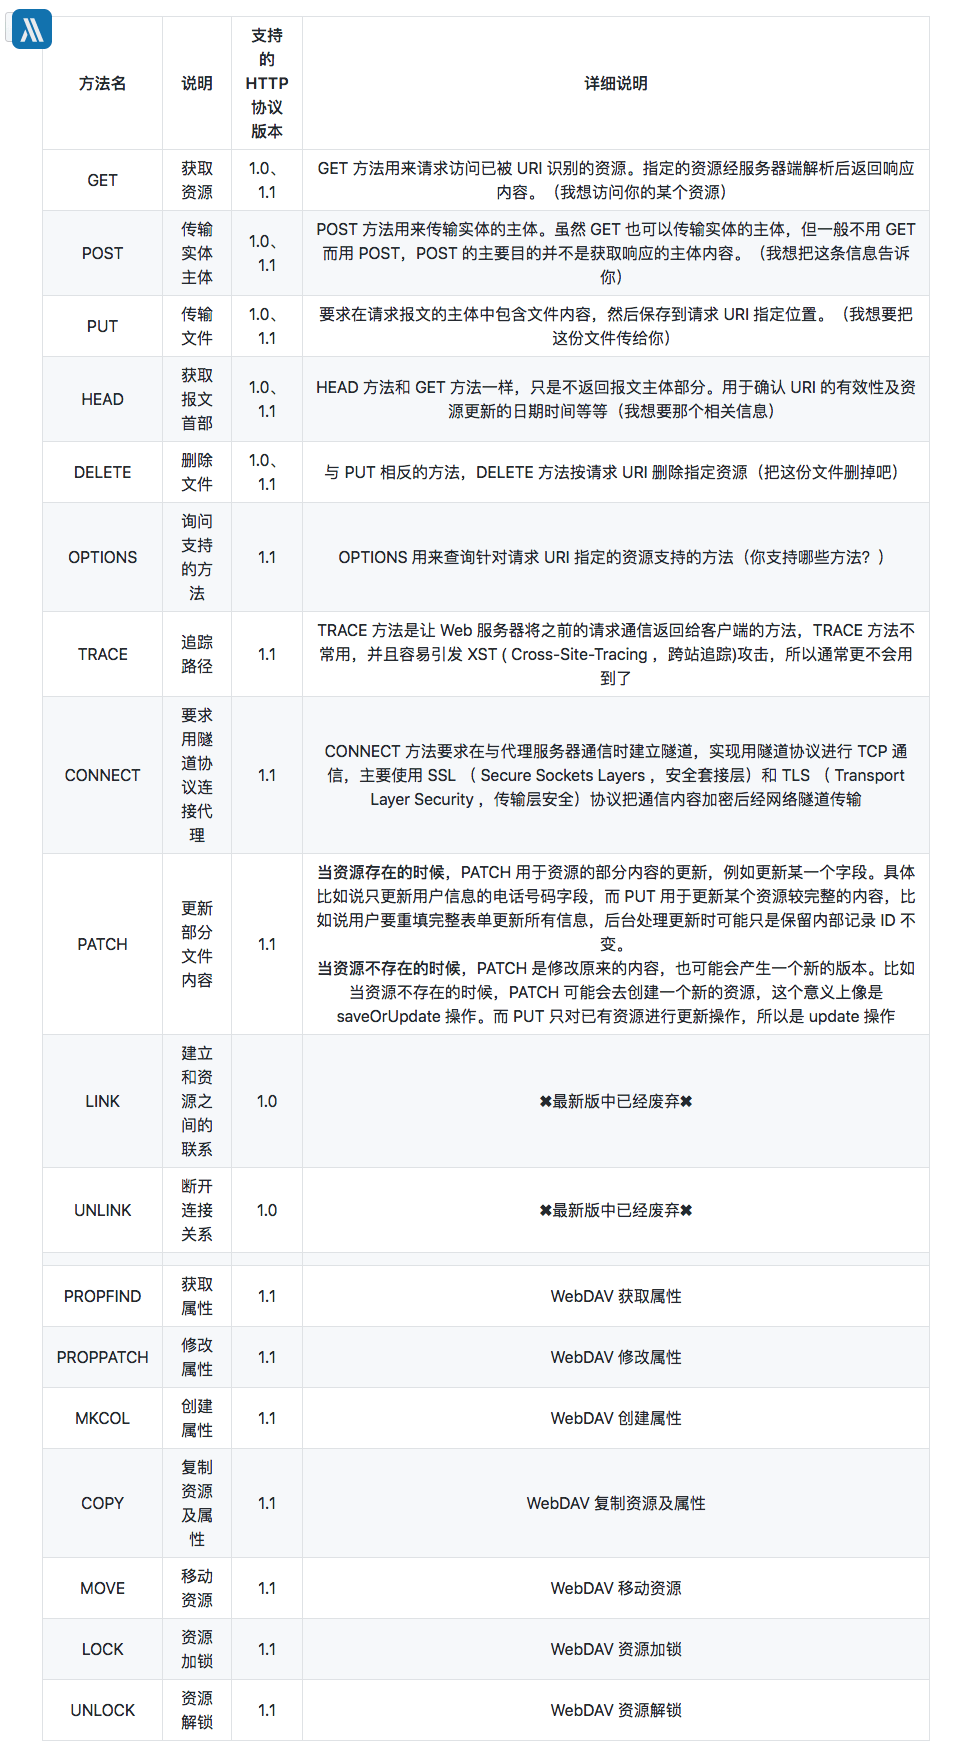 方法名
说明
支持
的
HTTP
协议
版本
详细说明
GET
获取
资源
1.0、
1.1
GET 方法用来请求访问已被 URI 识别的资源。指定的资源经服务器端解析后返回响应
内容。（我想访问你的某个资源）
POST
传输
实体
主体
1.0、
1.1
POST 方法用来传输实体的主体。虽然 GET 也可以传输实体的主体，但一般不用 GET
而用 POST，POST 的主要目的并不是获取响应的主体内容。（我想把这条信息告诉
你）
PUT
传输
文件
1.0、
1.1
要求在请求报文的主体中包含文件内容，然后保存到请求 URI 指定位置。（我想要把
这份文件传给你）
HEAD
获取
报文
首部
1.0、
1.1
HEAD 方法和 GET 方法一样，只是不返回报文主体部分。用于确认 URI 的有效性及资
源更新的日期时间等等（我想要那个相关信息）
DELETE
删除
文件
1.0、
1.1
与 PUT 相反的方法，DELETE 方法按请求 URI 删除指定资源（把这份文件删掉吧）
OPTIONS
询问
支持
的方
法
1.1
OPTIONS 用来查询针对请求 URI 指定的资源支持的方法（你支持哪些方法？）
TRACE
追踪
路径
1.1
TRACE 方法是让 Web 服务器将之前的请求通信返回给客户端的方法，TRACE 方法不
常用，并且容易引发 XST ( Cross-Site-Tracing ，跨站追踪)攻击，所以通常更不会用
到了
CONNECT
要求
用隧
道协
议连
接代
理
1.1
CONNECT 方法要求在与代理服务器通信时建立隧道，实现用隧道协议进行 TCP 通
信，主要使用 SSL （ Secure Sockets Layers ，安全套接层）和 TLS （ Transport
Layer Security ，传输层安全）协议把通信内容加密后经网络隧道传输
PATCH
更新
部分
文件
内容
1.1
当资源存在的时候，PATCH 用于资源的部分内容的更新，例如更新某一个字段。具体
比如说只更新用户信息的电话号码字段，而 PUT 用于更新某个资源较完整的内容，比
如说用户要重填完整表单更新所有信息，后台处理更新时可能只是保留内部记录 ID 不
变。
当资源不存在的时候，PATCH 是修改原来的内容，也可能会产生一个新的版本。比如
当资源不存在的时候，PATCH 可能会去创建一个新的资源，这个意义上像是
saveOrUpdate 操作。而 PUT 只对已有资源进行更新操作，所以是 update 操作
LINK
建立
和资
源之
间的
联系
1.0
✖最新版中已经废弃✖
UNLINK
断开
连接
关系
1.0
✖最新版中已经废弃✖
PROPFIND
获取
属性
1.1
WebDAV 获取属性
PROPPATCH
修改
属性
1.1
WebDAV 修改属性
MKCOL
创建
属性
1.1
WebDAV 创建属性
COPY
复制
资源
及属
性
1.1
WebDAV 复制资源及属性
MOVE
移动
资源
1.1
WebDAV 移动资源
LOCK
资源
加锁
1.1
WebDAV 资源加锁
UNLOCK
资源
解锁
1.1
WebDAV 资源解锁